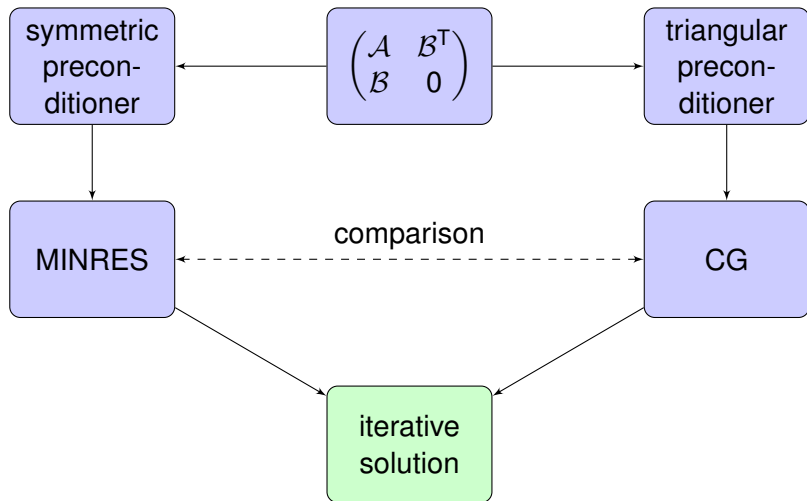 symmetric
precon-
ditioner
𝒜 ℬᵀ
ℬ 0
triangular
precon-
ditioner
MINRES
comparison
CG
iterative
solution